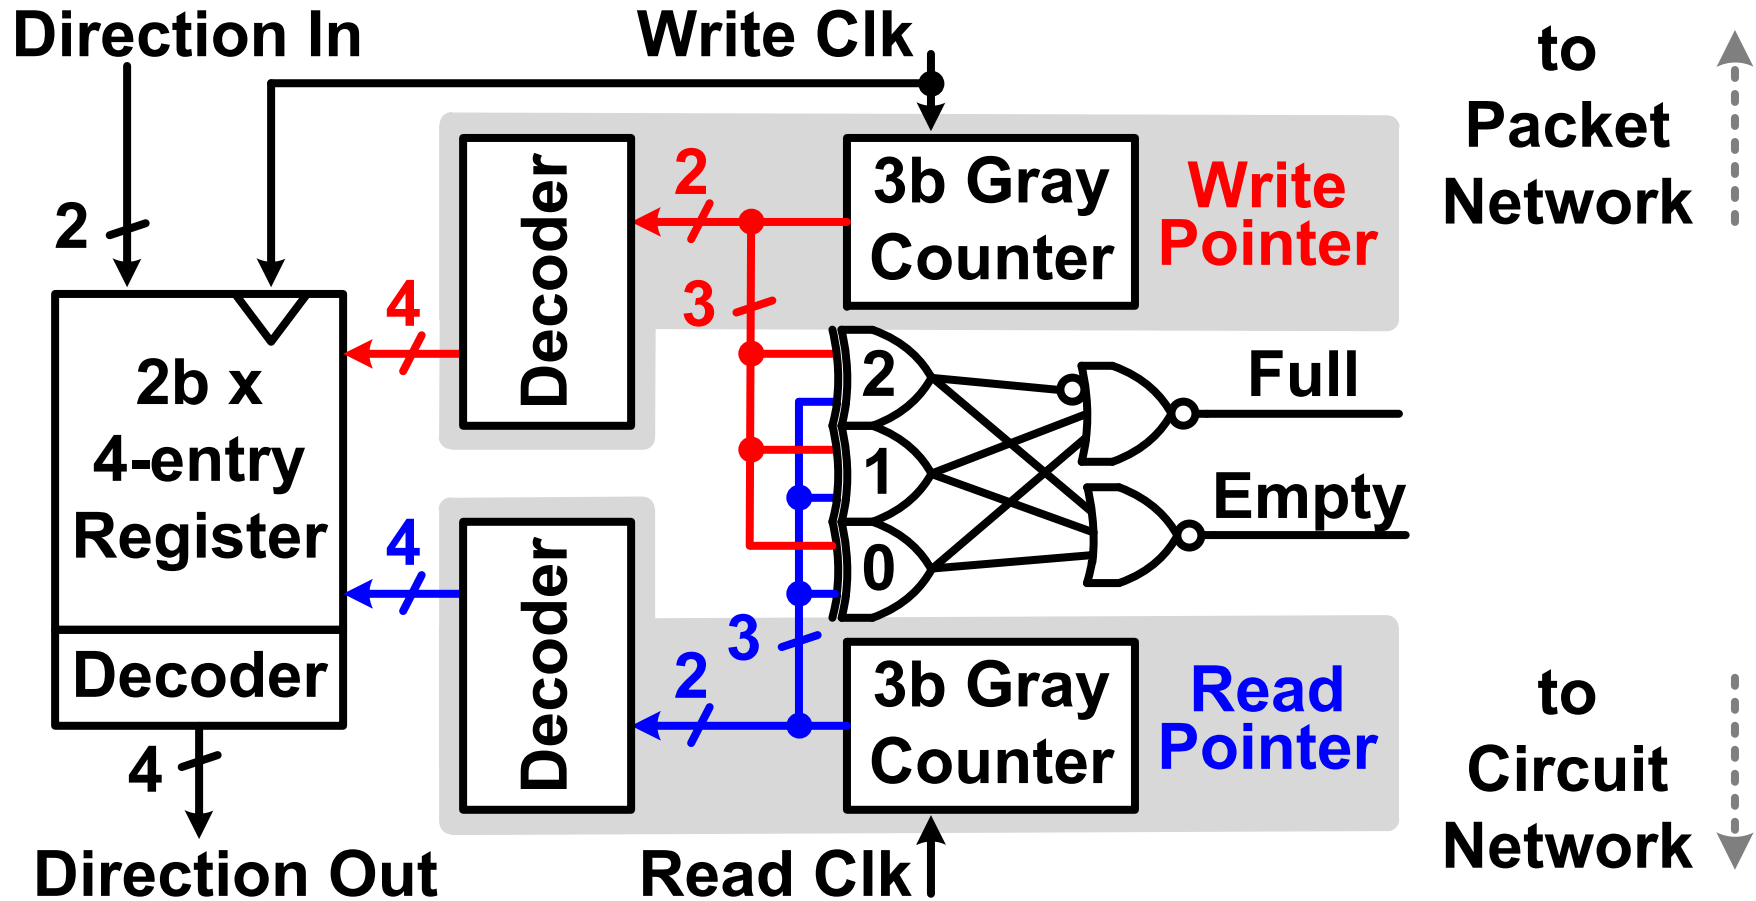 Direction In
Write Clk
to
Packet
Network
2
Decoder
2
3b Gray
Counter
Write
Pointer
3
4
2b x
4-entry
Register
Decoder
4
Direction Out
2
1
0
Full
Empty
4
Decoder
3
2
3b Gray
Counter
Read
Pointer
Read Clk
to
Circuit
Network